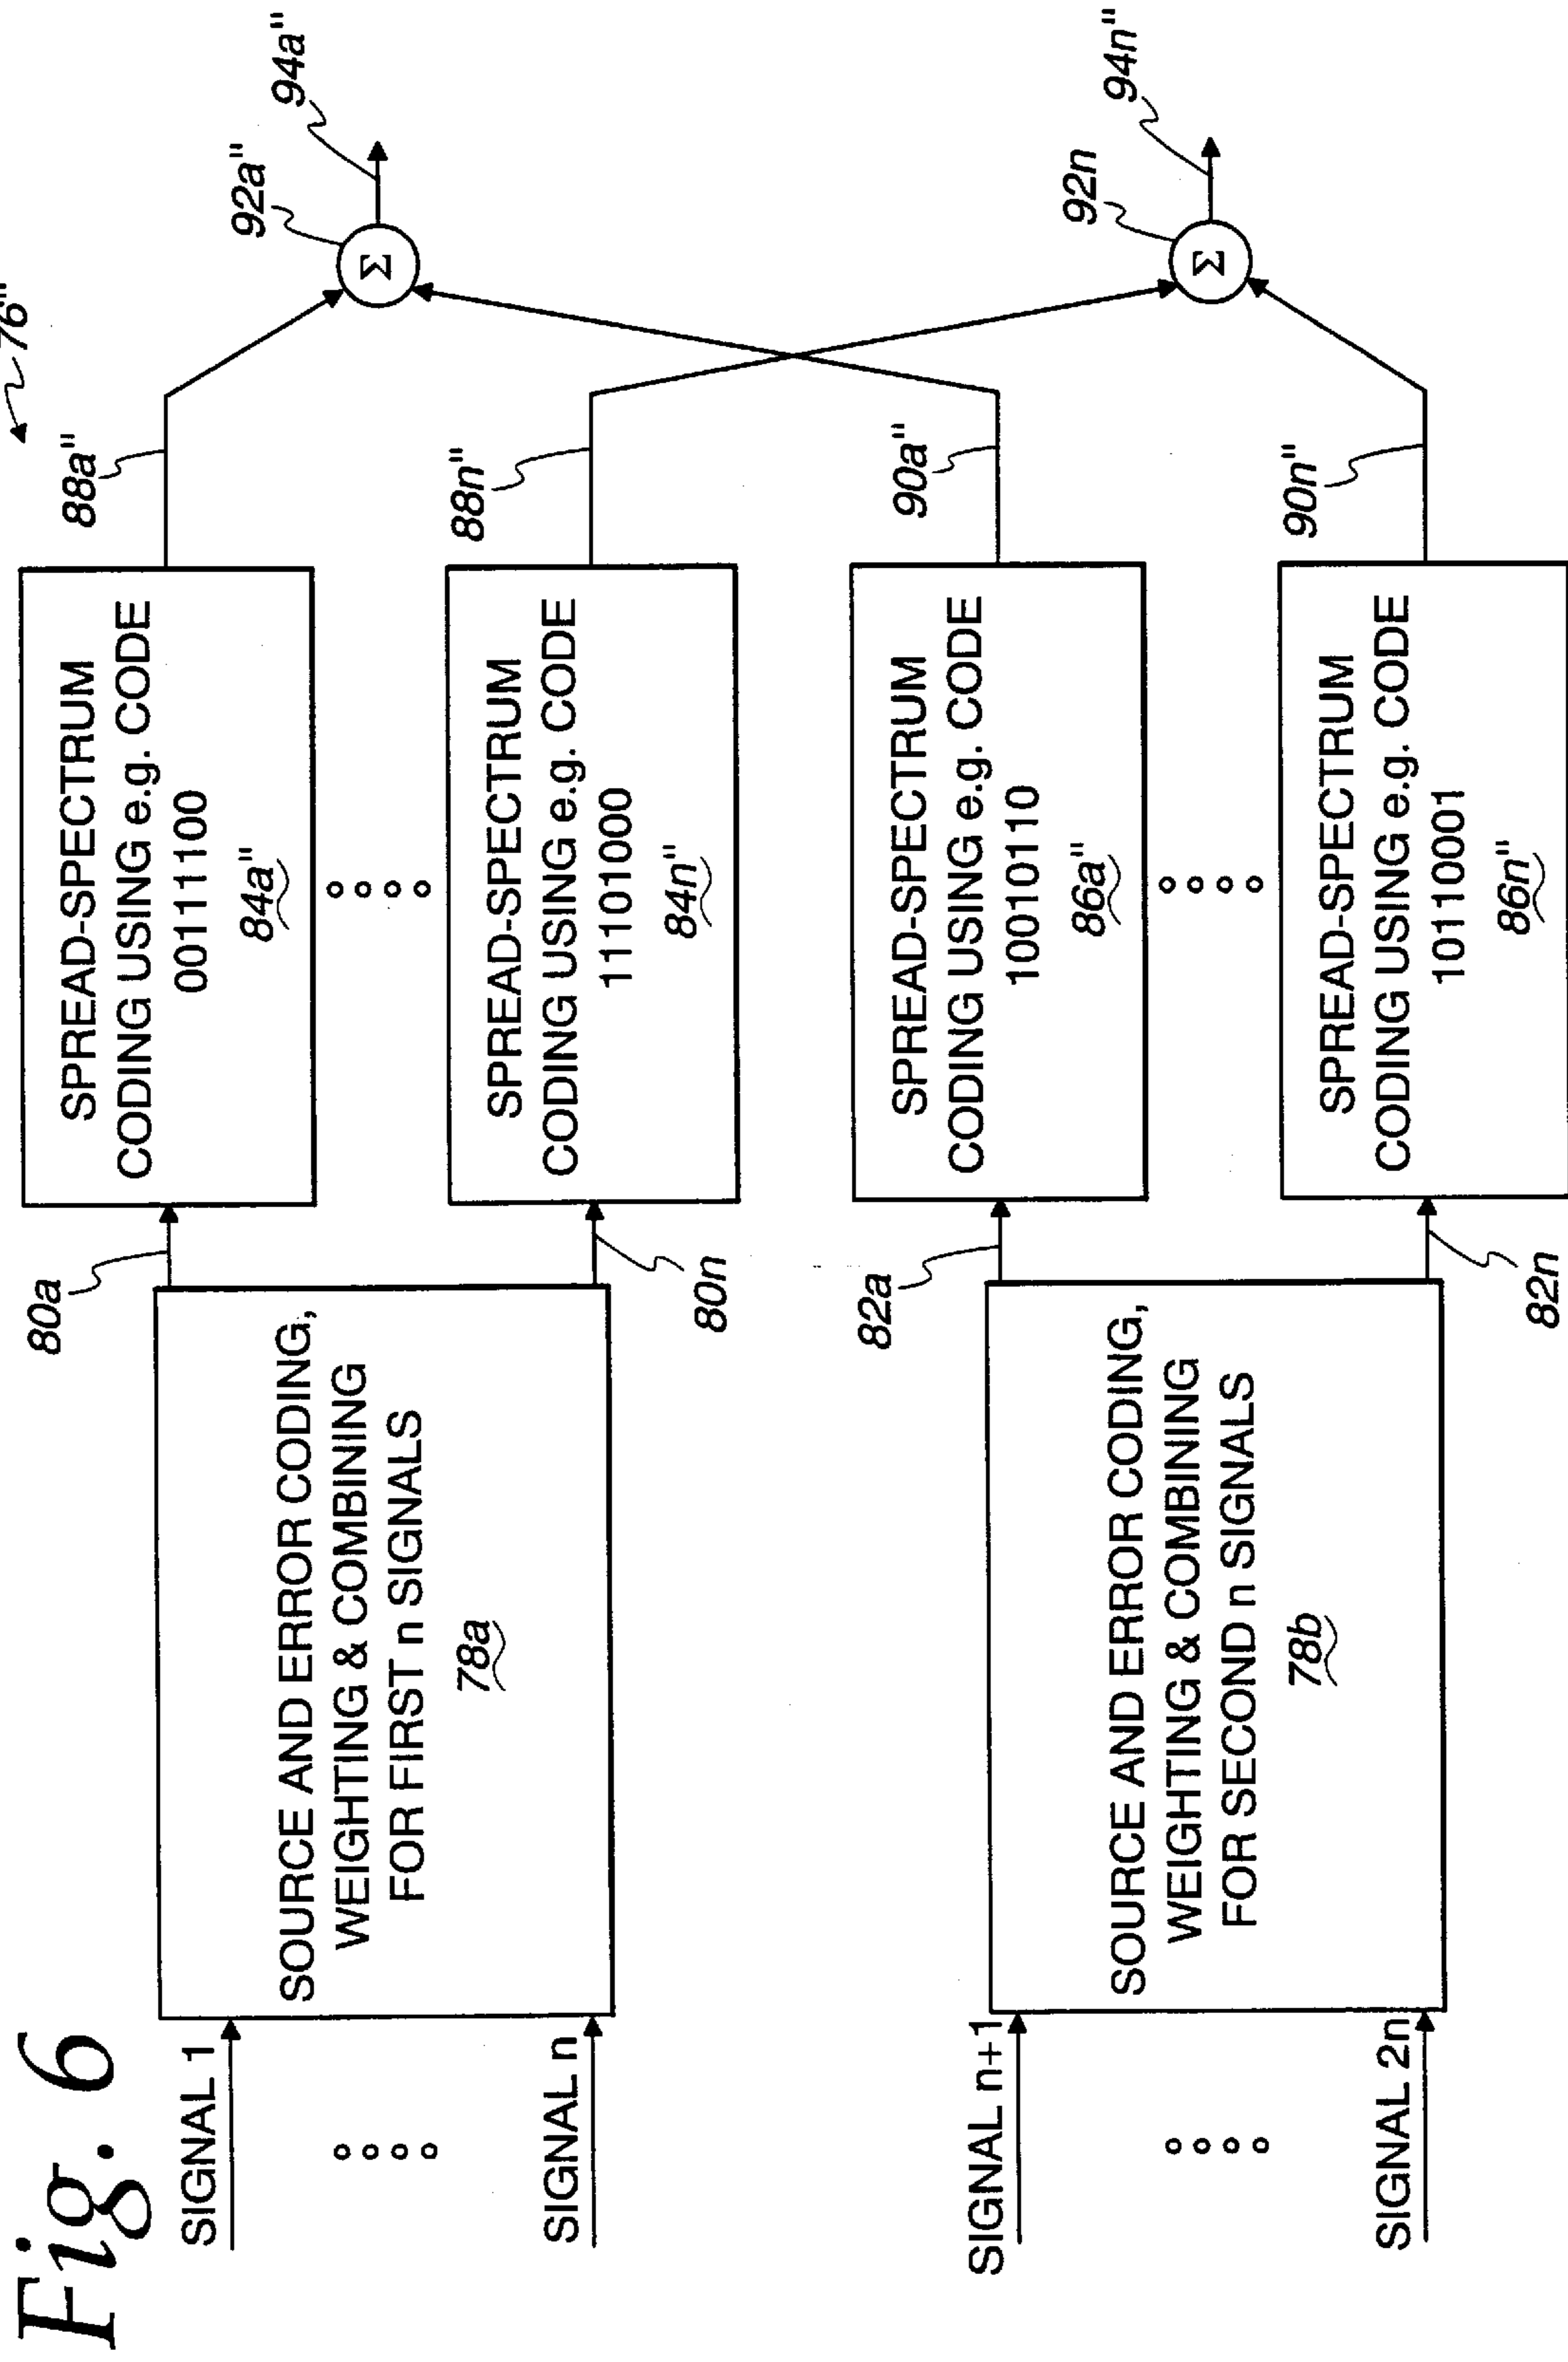 Fig. 6
76"
SIGNAL 1
SIGNAL n
SOURCE AND ERROR CODING,
WEIGHTING & COMBINING
FOR FIRST n SIGNALS
78a
80a
80n
SPREAD-SPECTRUM
CODING USING e.g. CODE
00111100
84a"
88a"
SPREAD-SPECTRUM
CODING USING e.g. CODE
11101000
84n"
88n"
92a"
Σ
94a"
SIGNAL n+1
SIGNAL 2n
SOURCE AND ERROR CODING,
WEIGHTING & COMBINING
FOR SECOND n SIGNALS
78b
82a
82n
SPREAD-SPECTRUM
CODING USING e.g. CODE
10010110
86a"
90a"
SPREAD-SPECTRUM
CODING USING e.g. CODE
10110001
86n"
90n"
92n
Σ
94n"